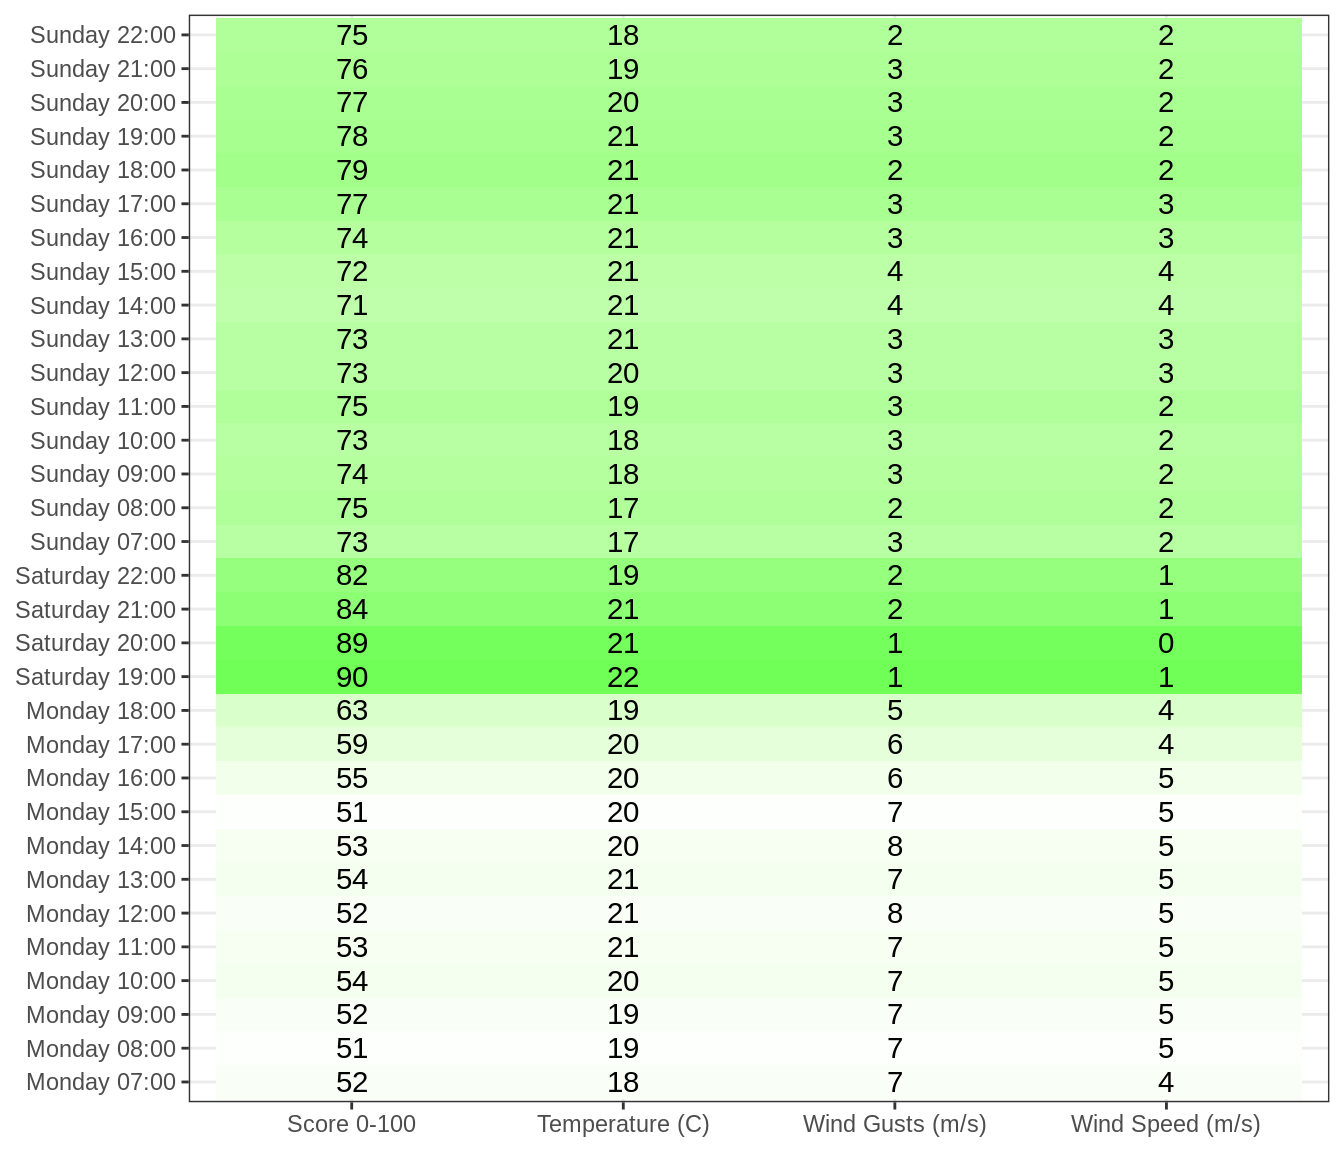 Sunday 22:00 75 18 2 2
Sunday 21:00 76 19 3 2
Sunday 20:00 77 20 3 2
Sunday 19:00 78 21 3 2
Sunday 18:00 79 21 2 2
Sunday 17:00 77 21 3 3
Sunday 16:00 74 21 3 3
Sunday 15:00 72 21 4 4
Sunday 14:00 71 21 4 4
Sunday 13:00 73 21 3 3
Sunday 12:00 73 20 3 3
Sunday 11:00 75 19 3 2
Sunday 10:00 73 18 3 2
Sunday 09:00 74 18 3 2
Sunday 08:00 75 17 2 2
Sunday 07:00 73 17 3 2
Saturday 22:00 82 19 2 1
Saturday 21:00 84 21 2 1
Saturday 20:00 89 21 1 0
Saturday 19:00 90 22 1 1
Monday 18:00 63 19 5 4
Monday 17:00 59 20 6 4
Monday 16:00 55 20 6 5
Monday 15:00 51 20 7 5
Monday 14:00 53 20 8 5
Monday 13:00 54 21 7 5
Monday 12:00 52 21 8 5
Monday 11:00 53 21 7 5
Monday 10:00 54 20 7 5
Monday 09:00 52 19 7 5
Monday 08:00 51 19 7 5
Monday 07:00 52 18 7 4
Score 0-100 Temperature (C) Wind Gusts (m/s) Wind Speed (m/s)